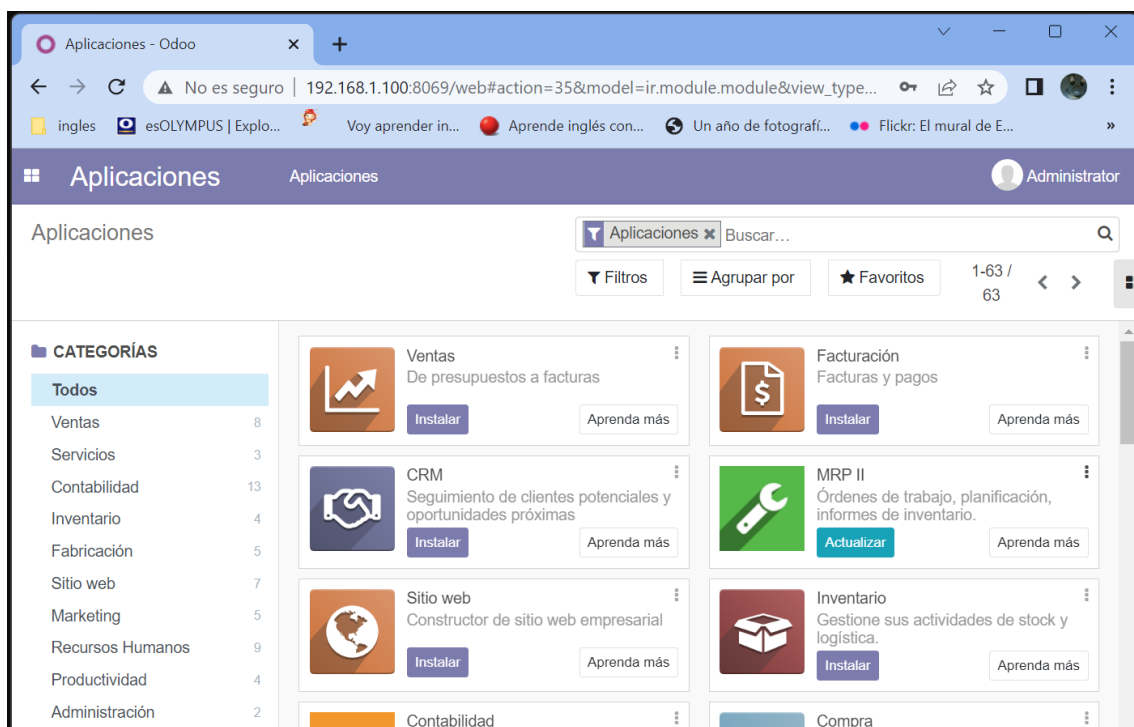 Aplicaciones - Odoo
No es seguro | 192.168.1.100:8069/web#action=35&model=ir.module.module&view_type...
ingles esOLYMPUS | Explo... Voy aprender in... Aprende inglés con... Un año de fotografí... Flickr: El mural de E... »
Aplicaciones Aplicaciones Administrator
Aplicaciones
Aplicaciones Buscar...
Filtros Agrupar por Favoritos 1-63 /
63
CATEGORÍAS
Todos
Ventas 8
Servicios 3
Contabilidad 13
Inventario 4
Fabricación 5
Sitio web 7
Marketing 5
Recursos Humanos 9
Productividad 4
Administración 2
Ventas
De presupuestos a facturas
Instalar Aprenda más
Facturación
Facturas y pagos
Instalar Aprenda más
CRM
Seguimiento de clientes potenciales y
oportunidades próximas
Instalar Aprenda más
MRP II
Órdenes de trabajo, planificación,
informes de inventario.
Actualizar Aprenda más
Sitio web
Constructor de sitio web empresarial
Instalar Aprenda más
Inventario
Gestione sus actividades de stock y
logística.
Instalar Aprenda más
Contabilidad
Compra